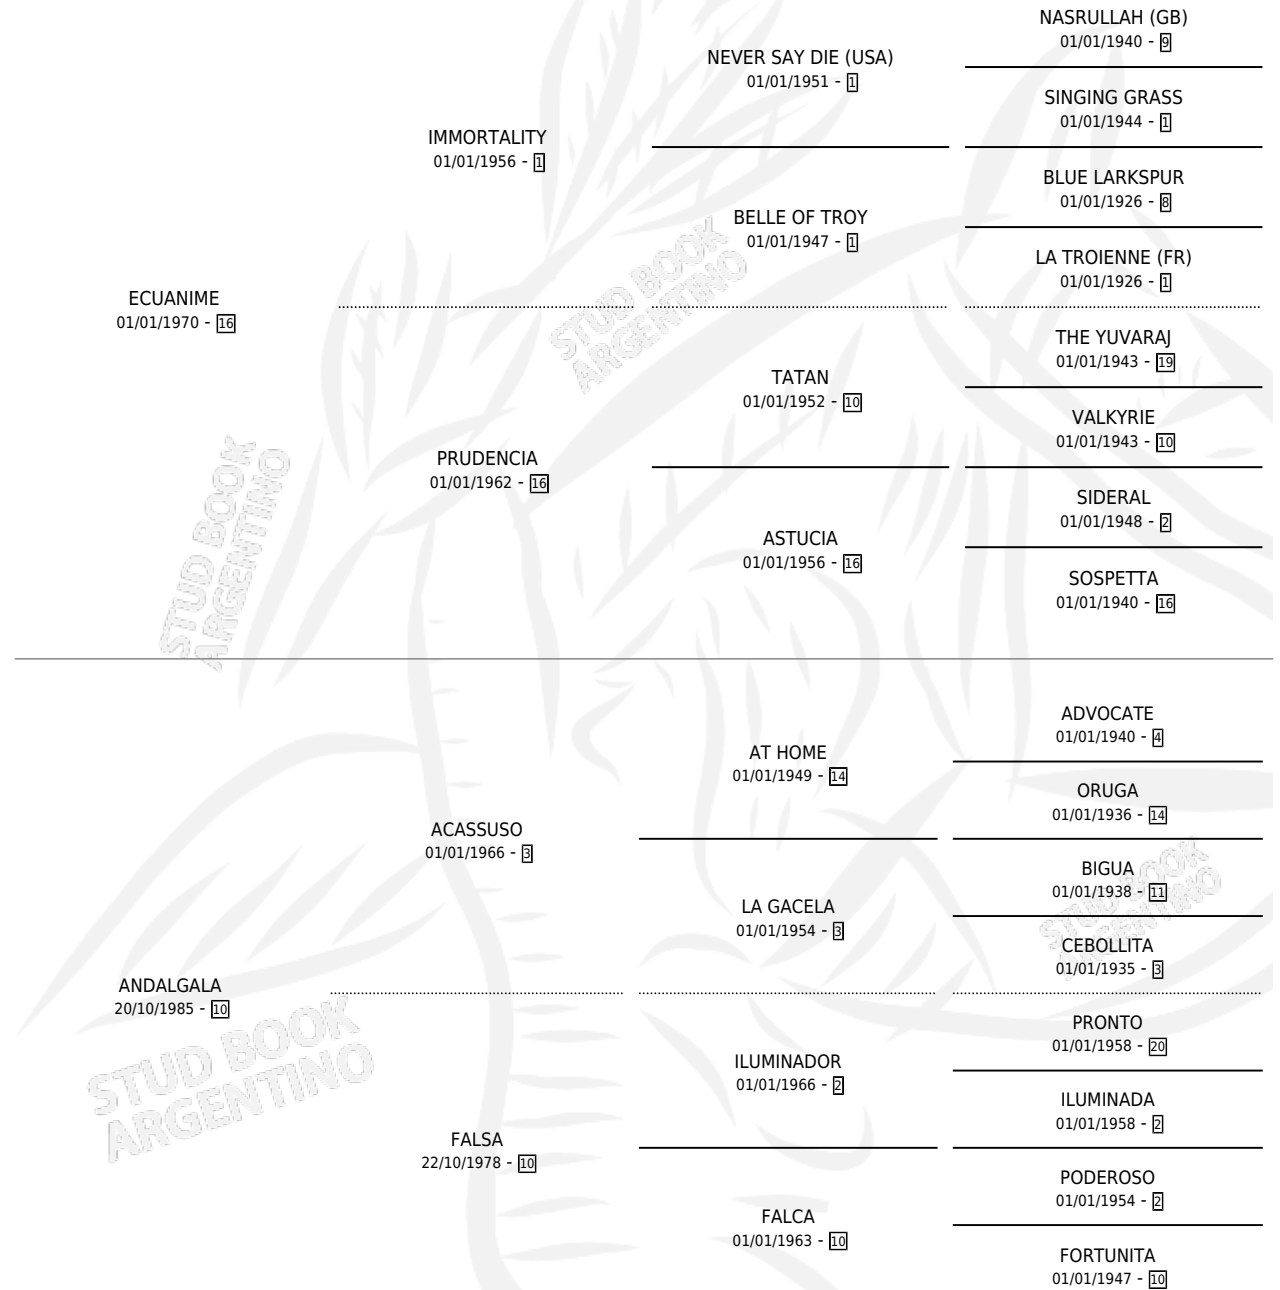 NASRULLAH (GB)
01/01/1940 - 9
NEVER SAY DIE (USA)
01/01/1951 - 1
SINGING GRASS
01/01/1944 - 1
IMMORTALITY
01/01/1956 - 1
BLUE LARKSPUR
01/01/1926 - 8
BELLE OF TROY
01/01/1947 - 1
LA TROIENNE (FR)
01/01/1926 - 1
ECUANIME
01/01/1970 - 16
THE YUVARAJ
01/01/1943 - 19
TATAN
01/01/1952 - 10
VALKYRIE
01/01/1943 - 10
PRUDENCIA
01/01/1962 - 16
SIDERAL
01/01/1948 - 2
ASTUCIA
01/01/1956 - 16
SOSPETTA
01/01/1940 - 16
ADVOCATE
01/01/1940 - 4
AT HOME
01/01/1949 - 14
ORUGA
01/01/1936 - 14
ACASSUSO
01/01/1966 - 3
BIGUA
01/01/1938 - 11
LA GACELA
01/01/1954 - 3
CEBOLLITA
01/01/1935 - 3
ANDALGALA
20/10/1985 - 10
PRONTO
01/01/1958 - 20
ILUMINADOR
01/01/1966 - 2
ILUMINADA
01/01/1958 - 2
FALSA
22/10/1978 - 10
PODEROSO
01/01/1954 - 2
FALCA
01/01/1963 - 10
FORTUNITA
01/01/1947 - 10
STUD BOOK
ARGENTINO
STUD BOOK
ARGENTINO
STUD BOOK
ARGENTINO
STUD BOOK
ARGENTINO